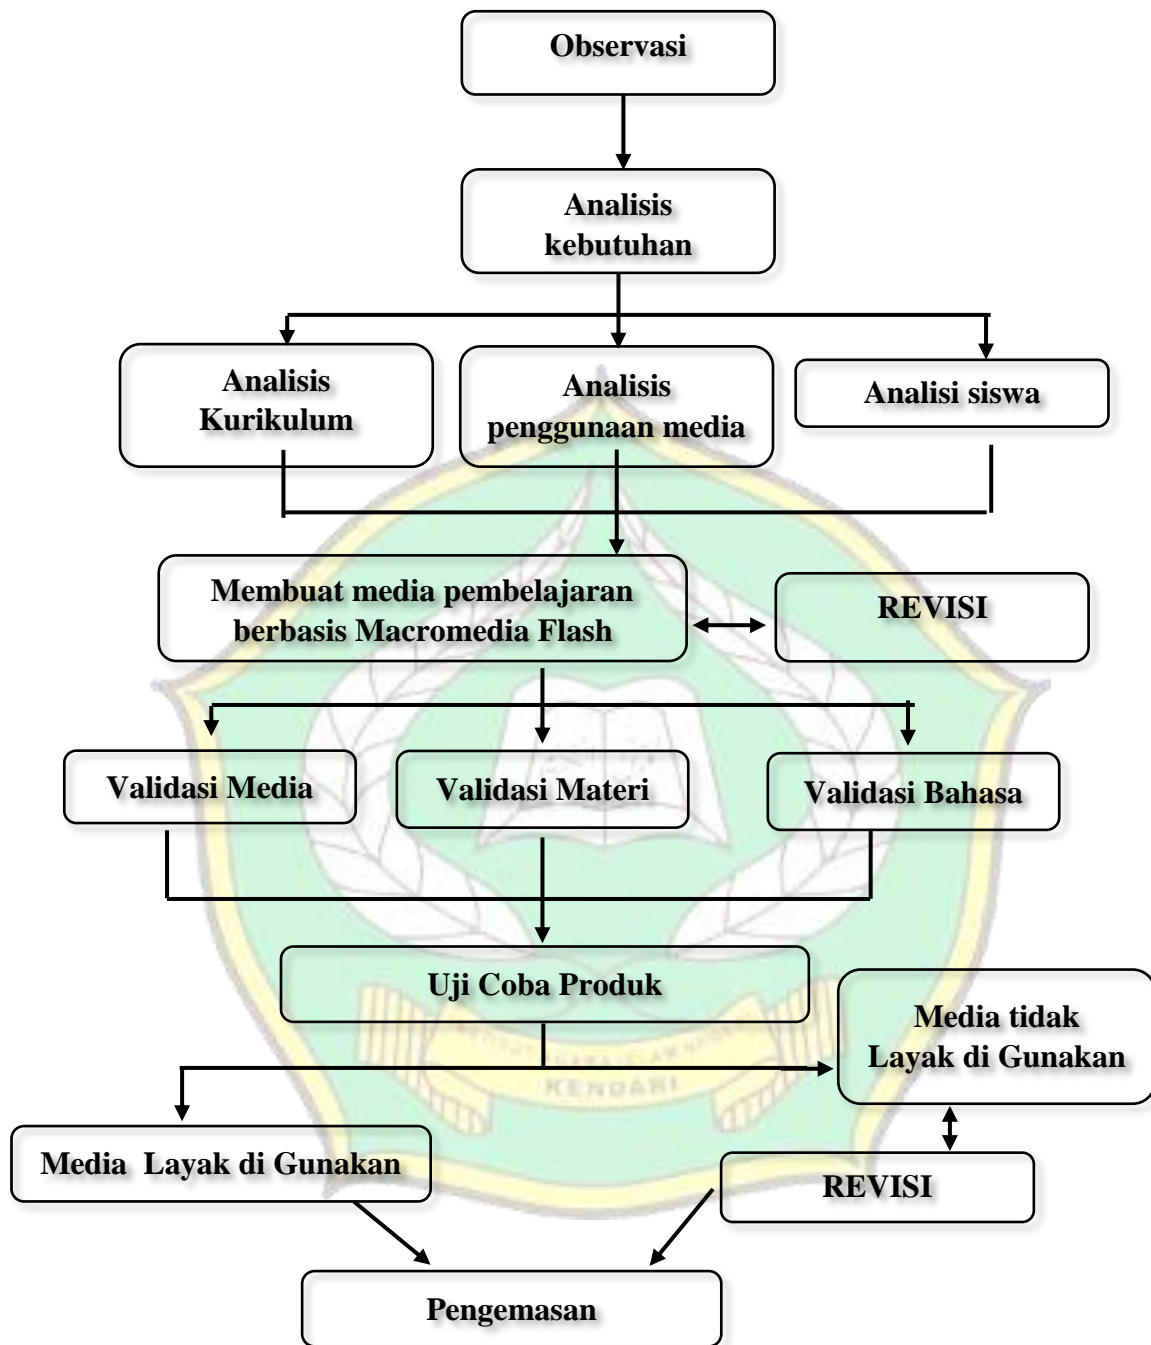 Observasi
Analisis
kebutuhan
Analisis
Kurikulum
Analisis
penggunaan media
Analisi siswa
Membuat media pembelajaran
berbasis Macromedia Flash
REVISI
Validasi Media
Validasi Materi
Validasi Bahasa
Uji Coba Produk
Media tidak
Layak di Gunakan
KENDARI
Media  Layak di Gunakan
REVISI
Pengemasan